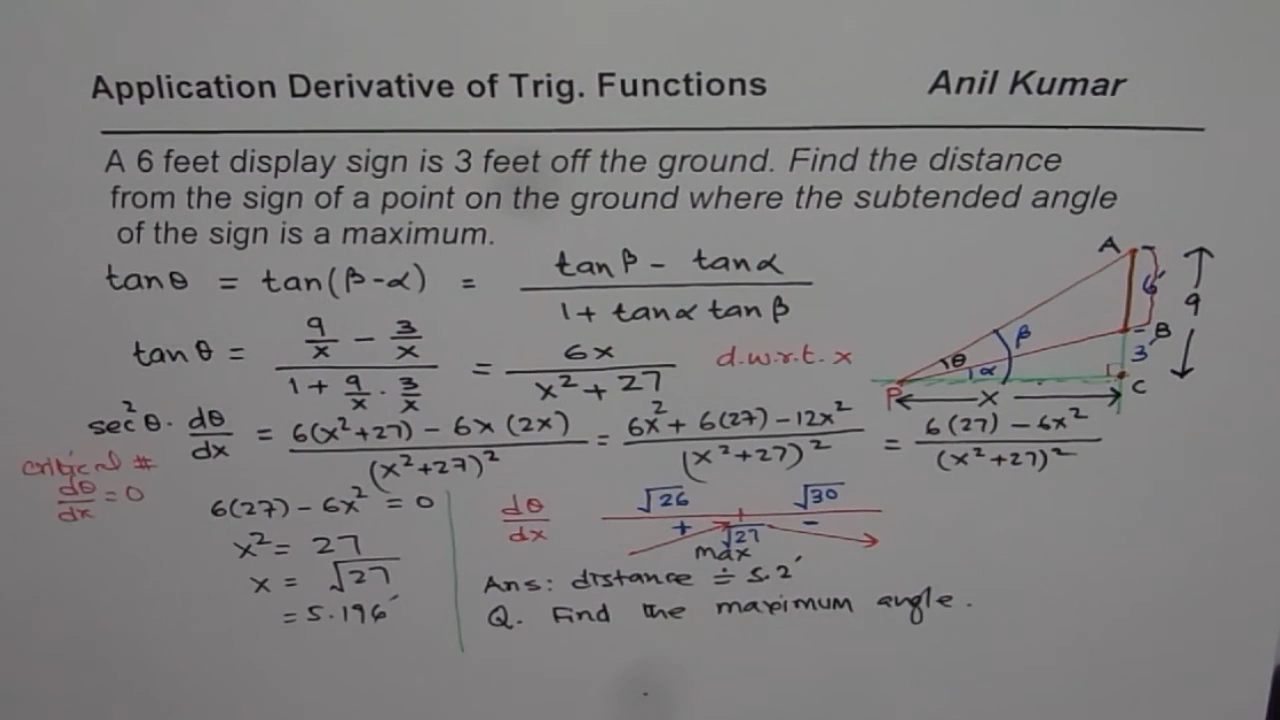 Application Derivative of Trig. Functions Anil Kumar
A 6 feet display sign is 3 feet off the ground. Find the distance
from the sign of a point on the ground where the subtended angle
of the sign is a maximum.
tanθ = tan(β-α) = (tanβ - tanα)/(1+ tanα tanβ)
tanθ = (9/x - 3/x)/(1+ 9/x · 3/x) = 6x/(x²+27) d.w.r.t. x
A
6'
9
B
3'
C
P
x
θ
α
β
sec²θ · dθ/dx = (6(x²+27) - 6x(2x))/(x²+27)² = (6x²+6(27)-12x²)/(x²+27)² = (6(27)-6x²)/(x²+27)²
critical #
dθ/dx = 0
6(27) - 6x² = 0
x² = 27
x = √27
= 5.196'
dθ/dx
√26 √30
+ √27 -
max
Ans: distance ≐ 5.2'
Q. Find the maximum angle.